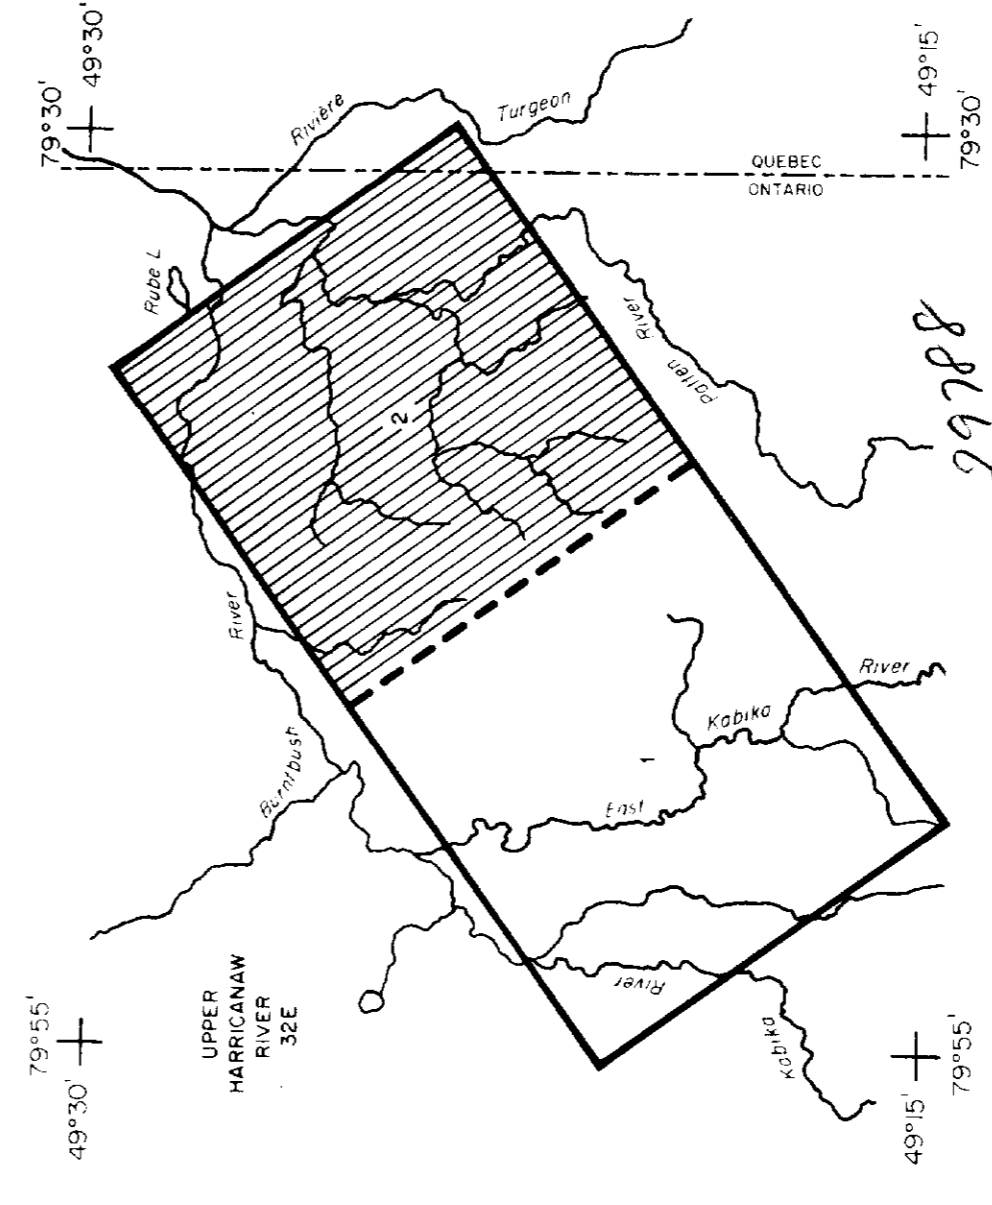 79°30'
49°30'
Rivière
Turgeon
QUEBEC
ONTARIO
49°15'
79°30'
Rube L
River
Patten
2
River
Burntbush
1
East
Kabika
River
River
Kabika
UPPER
HARRICANAW
RIVER
32E
79°55'
49°30'
49°15'
79°55'